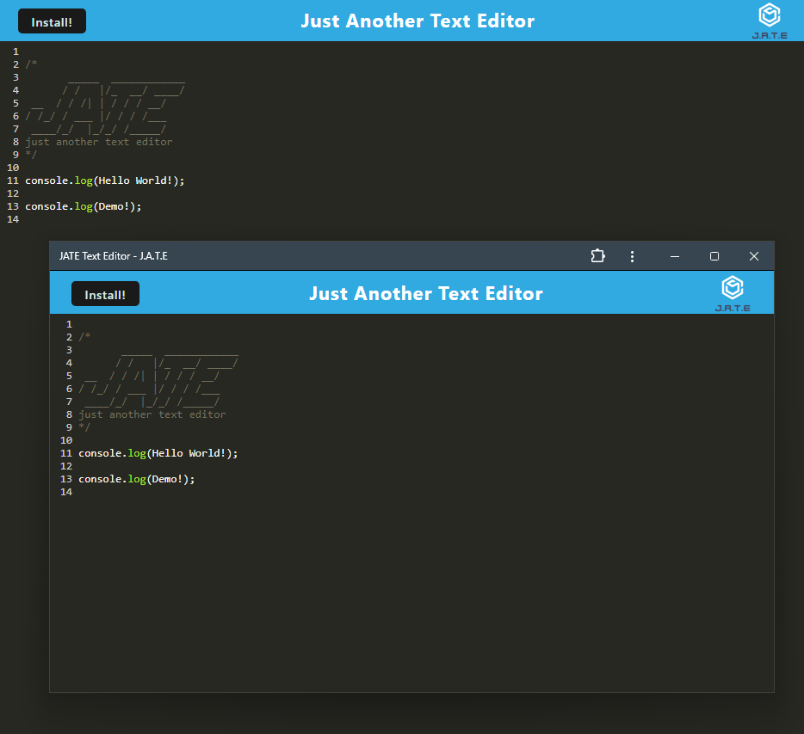 Install!
Just Another Text Editor
J.A.T.E
1
2 /*
3        _____  ____________
4       / /   |/_  __/ ____/
5  __  / / /| | / / / __/
6 / /_/ / ___ |/ / / /___
7  ____/_/  |_/_/ /_____/
8 just another text editor
9 */
10
11 console.log(Hello World!);
12
13 console.log(Demo!);
14
JATE Text Editor - J.A.T.E
Install!
Just Another Text Editor
J.A.T.E
1
2 /*
3        _____  ____________
4       / /   |/_  __/ ____/
5  __  / / /| | / / / __/
6 / /_/ / ___ |/ / / /___
7  ____/_/  |_/_/ /_____/
8 just another text editor
9 */
10
11 console.log(Hello World!);
12
13 console.log(Demo!);
14